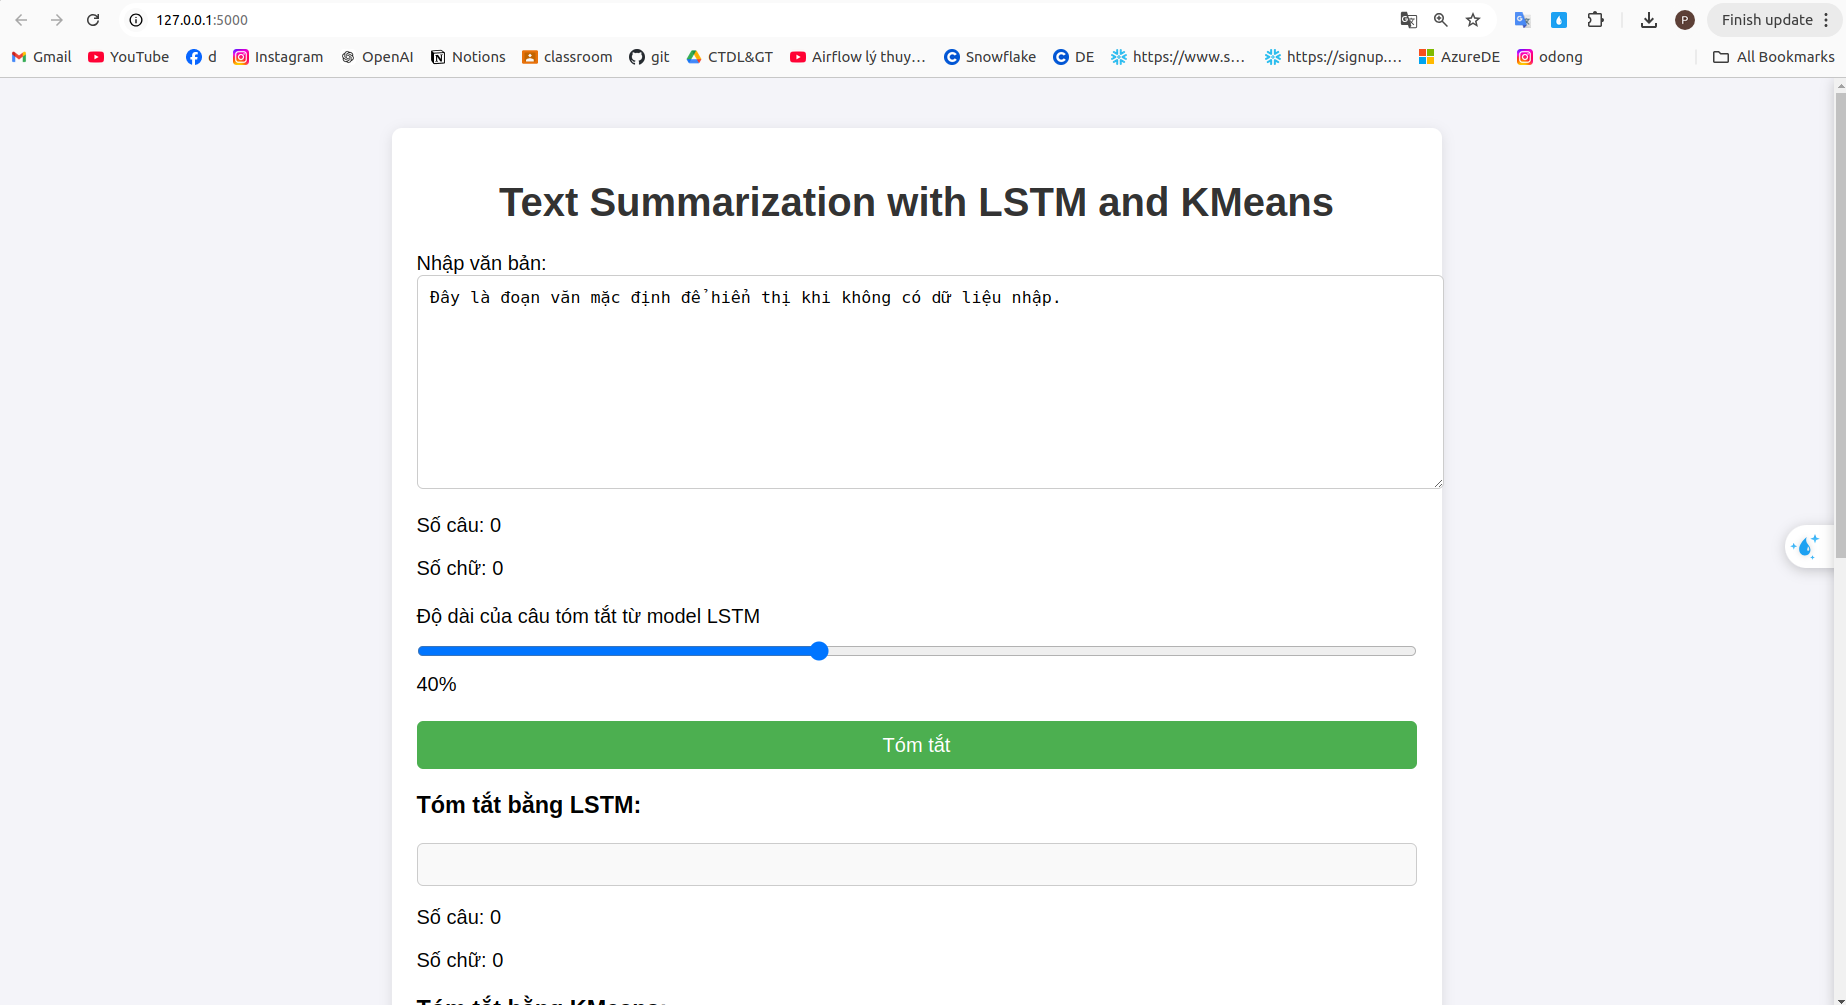 127.0.0.1:5000
Finish update
Gmail YouTube d Instagram OpenAI Notions classroom git CTDL&GT Airflow lý thuy... Snowflake DE https://www.s... https://signup.... AzureDE odong All Bookmarks
Text Summarization with LSTM and KMeans
Nhập văn bản:
Đây là đoạn văn mặc định để hiển thị khi không có dữ liệu nhập.
Số câu: 0
Số chữ: 0
Độ dài của câu tóm tắt từ model LSTM
40%
Tóm tắt
Tóm tắt bằng LSTM:
Số câu: 0
Số chữ: 0
Tóm tắt bằng KMeans: